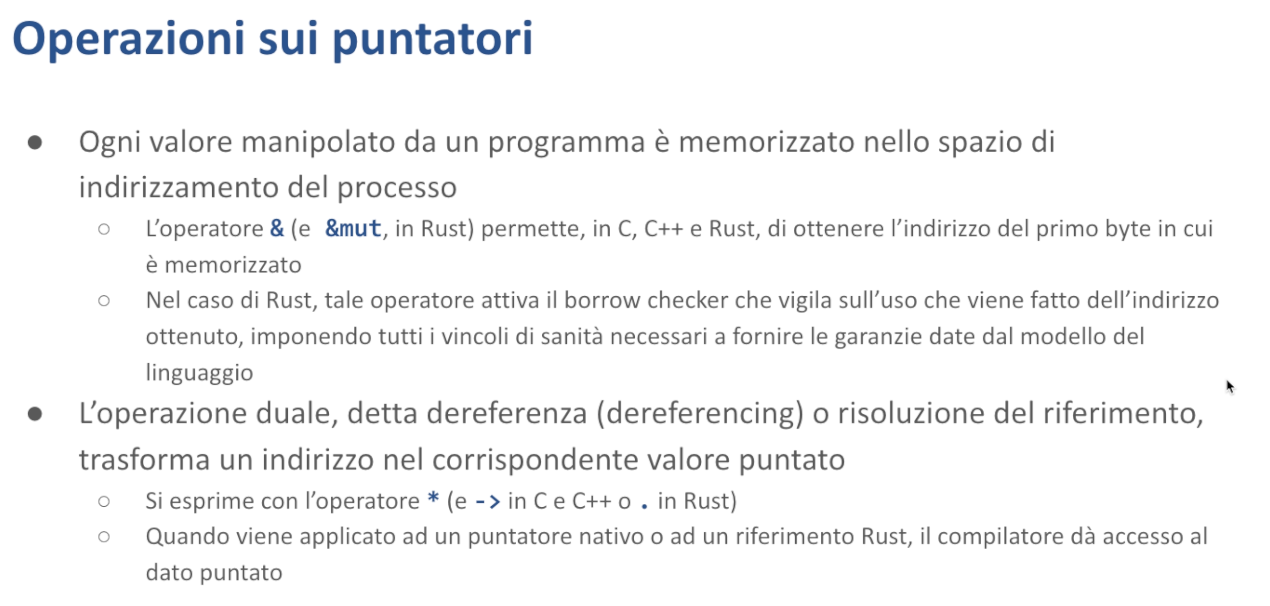 Operazioni sui puntatori
● Ogni valore manipolato da un programma è memorizzato nello spazio di
indirizzamento del processo
○ L’operatore & (e &mut, in Rust) permette, in C, C++ e Rust, di ottenere l’indirizzo del primo byte in cui
è memorizzato
○ Nel caso di Rust, tale operatore attiva il borrow checker che vigila sull’uso che viene fatto dell’indirizzo
ottenuto, imponendo tutti i vincoli di sanità necessari a fornire le garanzie date dal modello del
linguaggio
● L’operazione duale, detta dereferenza (dereferencing) o risoluzione del riferimento,
trasforma un indirizzo nel corrispondente valore puntato
○ Si esprime con l’operatore * (e -> in C e C++ o . in Rust)
○ Quando viene applicato ad un puntatore nativo o ad un riferimento Rust, il compilatore dà accesso al
dato puntato